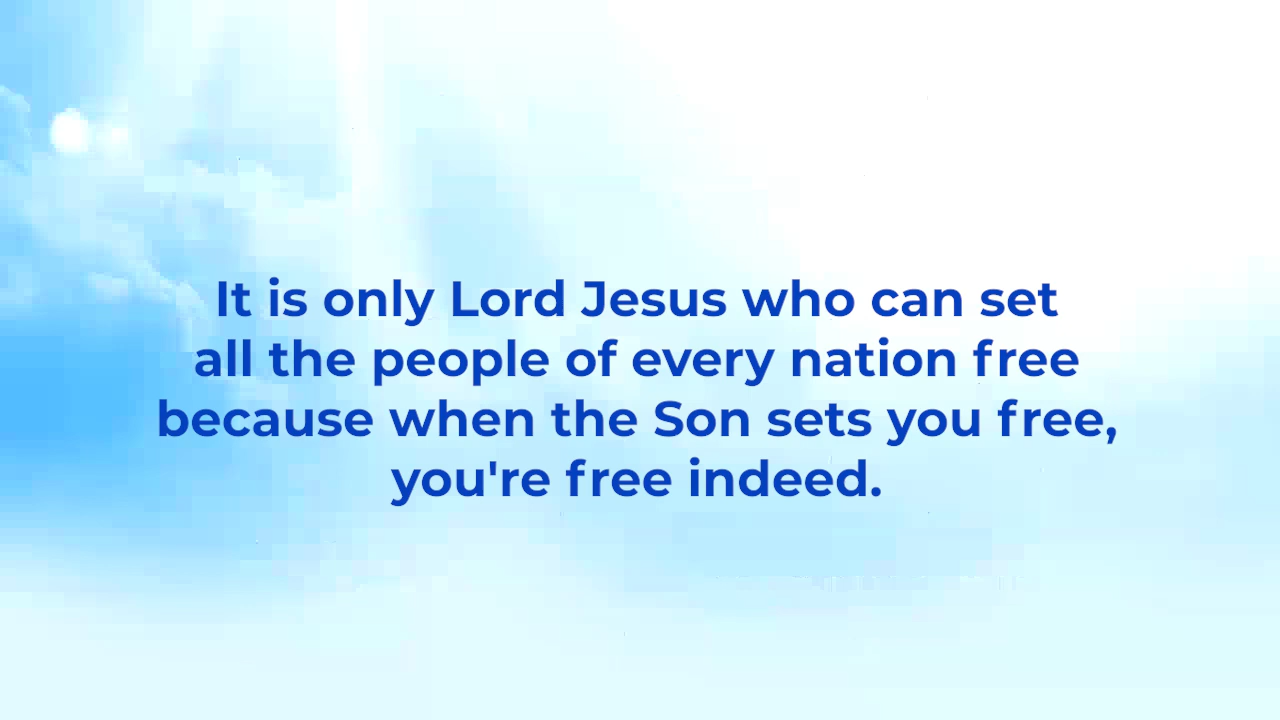 It is only Lord Jesus who can set
all the people of every nation free
because when the Son sets you free,
you're free indeed.